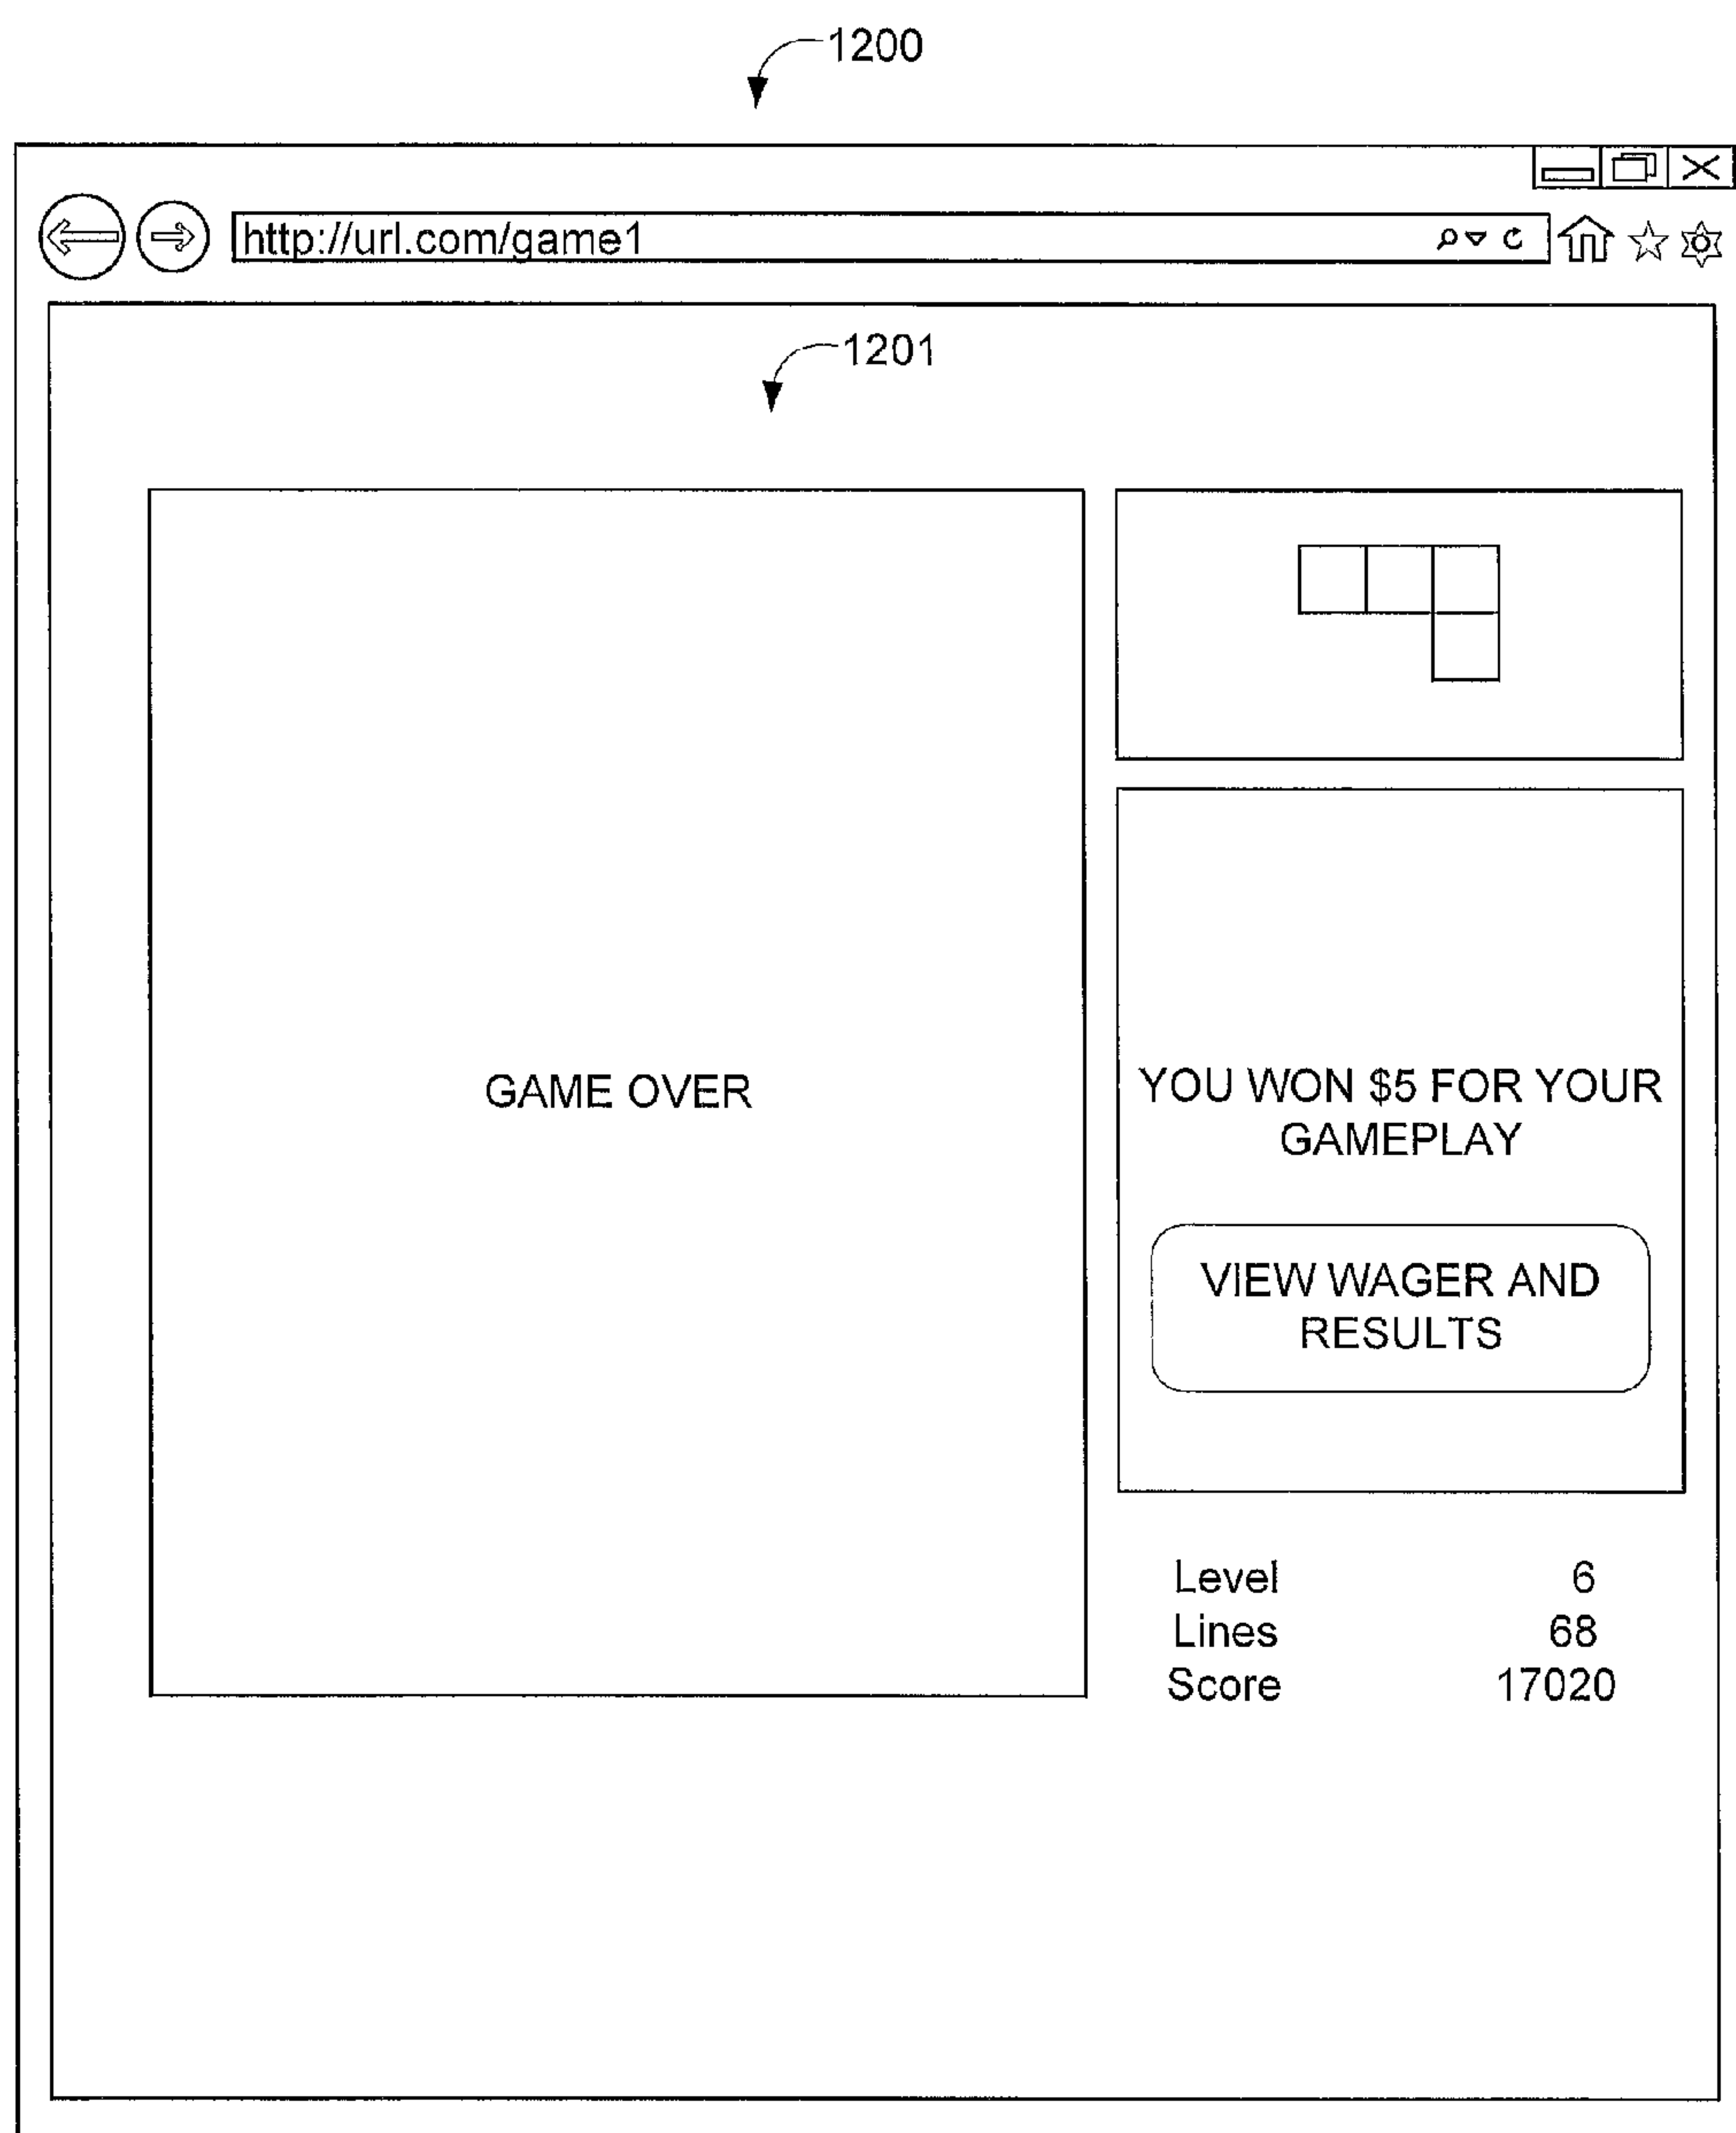 1200
http://url.com/game1
1201
GAME OVER
YOU WON $5 FOR YOUR
GAMEPLAY
VIEW WAGER AND
RESULTS
Level 6
Lines 68
Score 17020